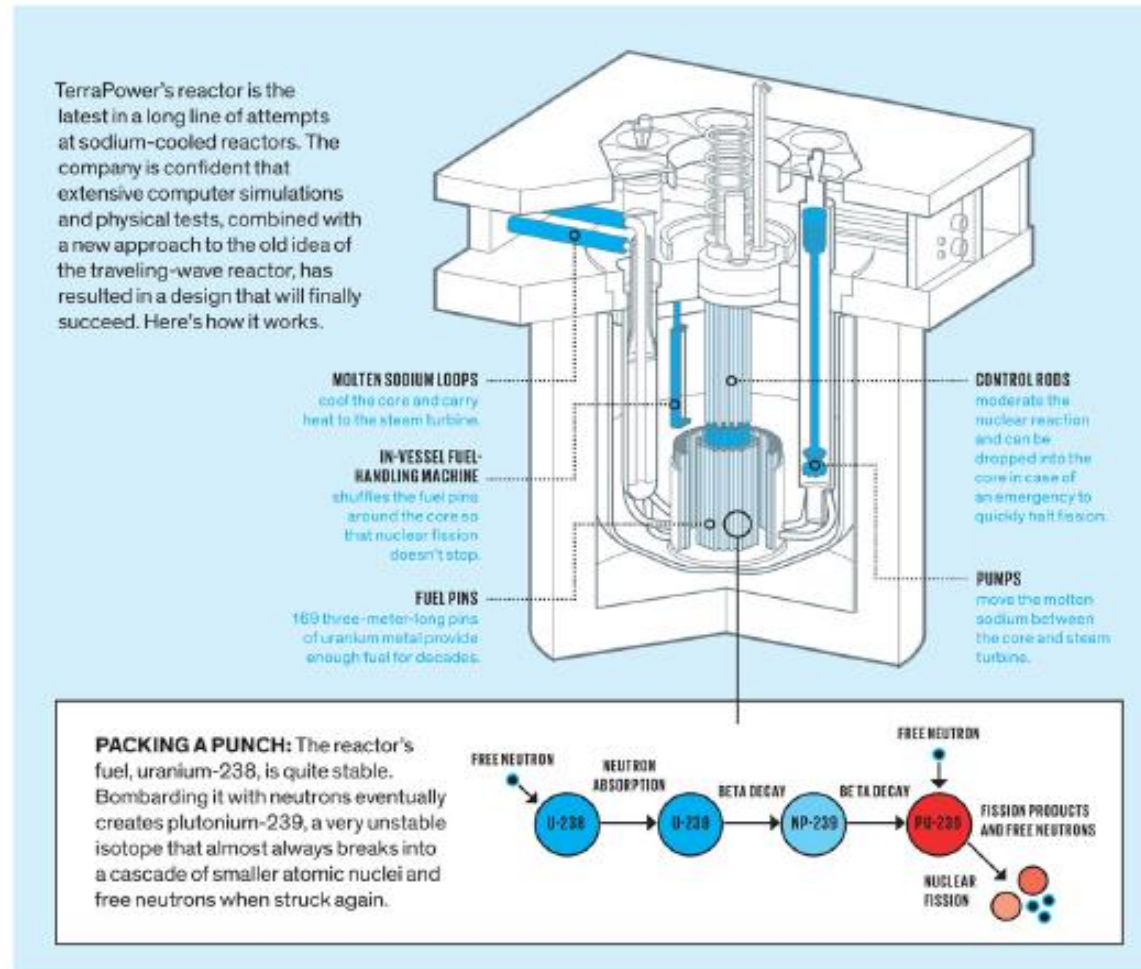 TerraPower's reactor is the
latest in a long line of attempts
at sodium-cooled reactors. The
company is confident that
extensive computer simulations
and physical tests, combined with
a new approach to the old idea of
the traveling-wave reactor, has
resulted in a design that will finally
succeed. Here's how it works.
MOLTEN SODIUM LOOPS
cool the core and carry
heat to the steam turbine.
IN-VESSEL FUEL-
HANDLING MACHINE
shuffles the fuel pins
around the core so
that nuclear fission
doesn't stop.
FUEL PINS
169 three-meter-long pins
of uranium metal provide
enough fuel for decades.
CONTROL RODS
moderate the
nuclear reaction
and can be
dropped into the
core in case of
an emergency to
quickly halt fission.
PUMPS
move the molten
sodium between
the core and steam
turbine.
PACKING A PUNCH: The reactor's
fuel, uranium-238, is quite stable.
Bombarding it with neutrons eventually
creates plutonium-239, a very unstable
isotope that almost always breaks into
a cascade of smaller atomic nuclei and
free neutrons when struck again.
FREE NEUTRON
U-238
NEUTRON
ABSORPTION
BETA DECAY
NP-239
BETA DECAY
FREE NEUTRON
FISSION PRODUCTS
AND FREE NEUTRONS
NUCLEAR
FISSION